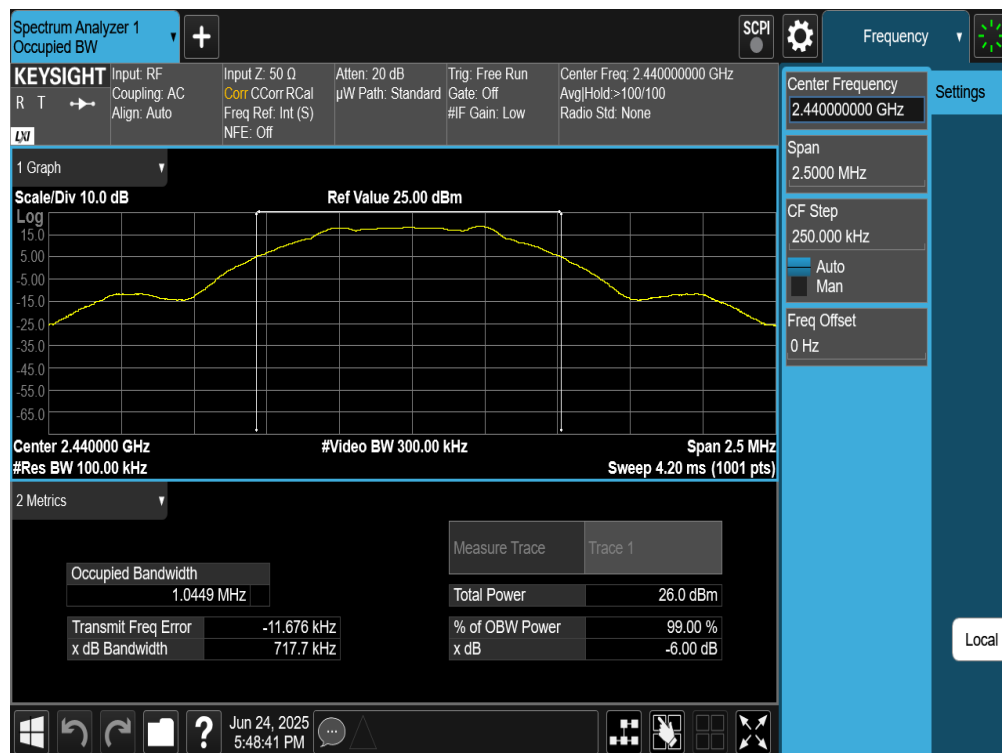 Spectrum Analyzer 1
Occupied BW
+
SCPI
Frequency
KEYSIGHT
R T
LXI
Input: RF
Coupling: AC
Align: Auto
Input Z: 50 Ω
Corr CCorr RCal
Freq Ref: Int (S)
NFE: Off
Atten: 20 dB
µW Path: Standard
Trig: Free Run
Gate: Off
#IF Gain: Low
Center Freq: 2.440000000 GHz
Avg|Hold:>100/100
Radio Std: None
Center Frequency
2.440000000 GHz
Settings
Span
2.5000 MHz
CF Step
250.000 kHz
Auto
Man
Freq Offset
0 Hz
1 Graph
Scale/Div 10.0 dB
Ref Value 25.00 dBm
Log
15.0
5.00
-5.00
-15.0
-25.0
-35.0
-45.0
-55.0
-65.0
Center 2.440000 GHz
#Video BW 300.00 kHz
Span 2.5 MHz
#Res BW 100.00 kHz
Sweep 4.20 ms (1001 pts)
2 Metrics
Measure Trace
Trace 1
Occupied Bandwidth
1.0449 MHz
Total Power
26.0 dBm
Transmit Freq Error
-11.676 kHz
% of OBW Power
99.00 %
x dB Bandwidth
717.7 kHz
x dB
-6.00 dB
Local
?
Jun 24, 2025
5:48:41 PM